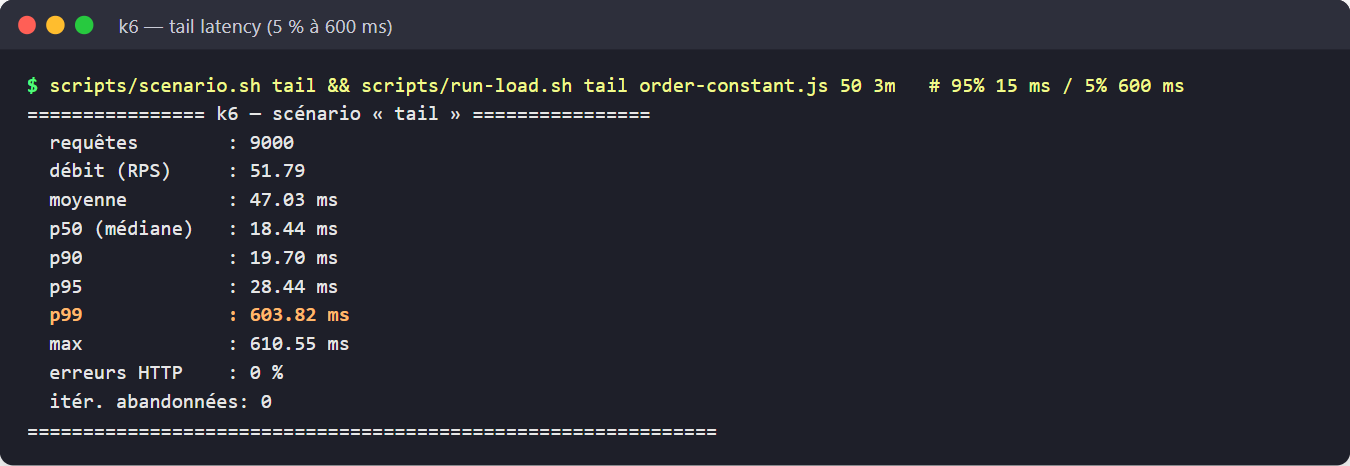 k6 — tail latency (5 % à 600 ms)
$ scripts/scenario.sh tail && scripts/run-load.sh tail order-constant.js 50 3m   # 95% 15 ms / 5% 600 ms
================ k6 — scénario « tail » ================
  requêtes        : 9000
  débit (RPS)     : 51.79
  moyenne         : 47.03 ms
  p50 (médiane)   : 18.44 ms
  p90             : 19.70 ms
  p95             : 28.44 ms
  p99             : 603.82 ms
  max             : 610.55 ms
  erreurs HTTP    : 0 %
  itér. abandonnées: 0
==============================================================